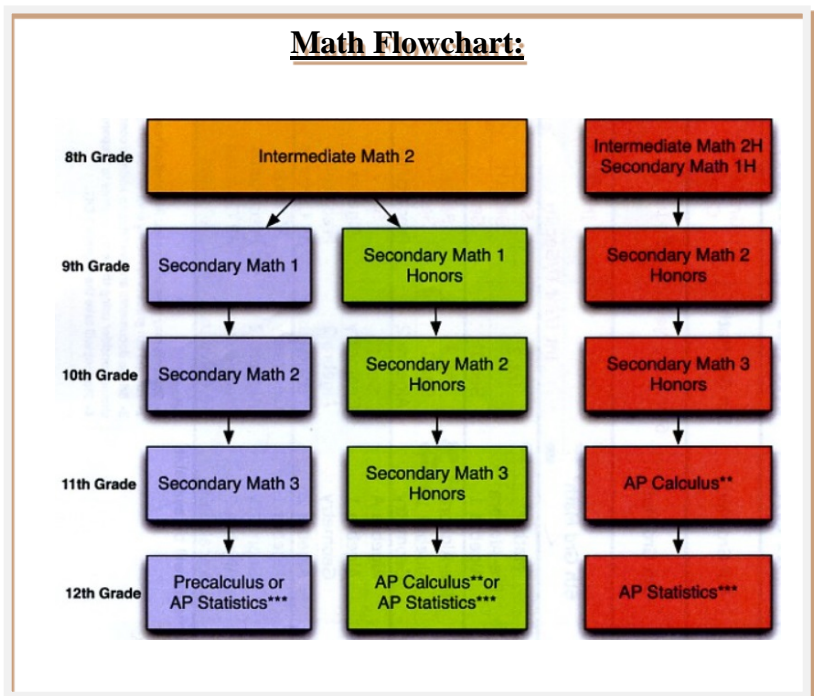 Math Flowchart:
8th Grade
Intermediate Math 2
Intermediate Math 2H
Secondary Math 1H
9th Grade
Secondary Math 1
Secondary Math 1
Honors
Secondary Math 2
Honors
10th Grade
Secondary Math 2
Secondary Math 2
Honors
Secondary Math 3
Honors
11th Grade
Secondary Math 3
Secondary Math 3
Honors
AP Calculus**
12th Grade
Precalculus or
AP Statistics***
AP Calculus**or
AP Statistics***
AP Statistics***